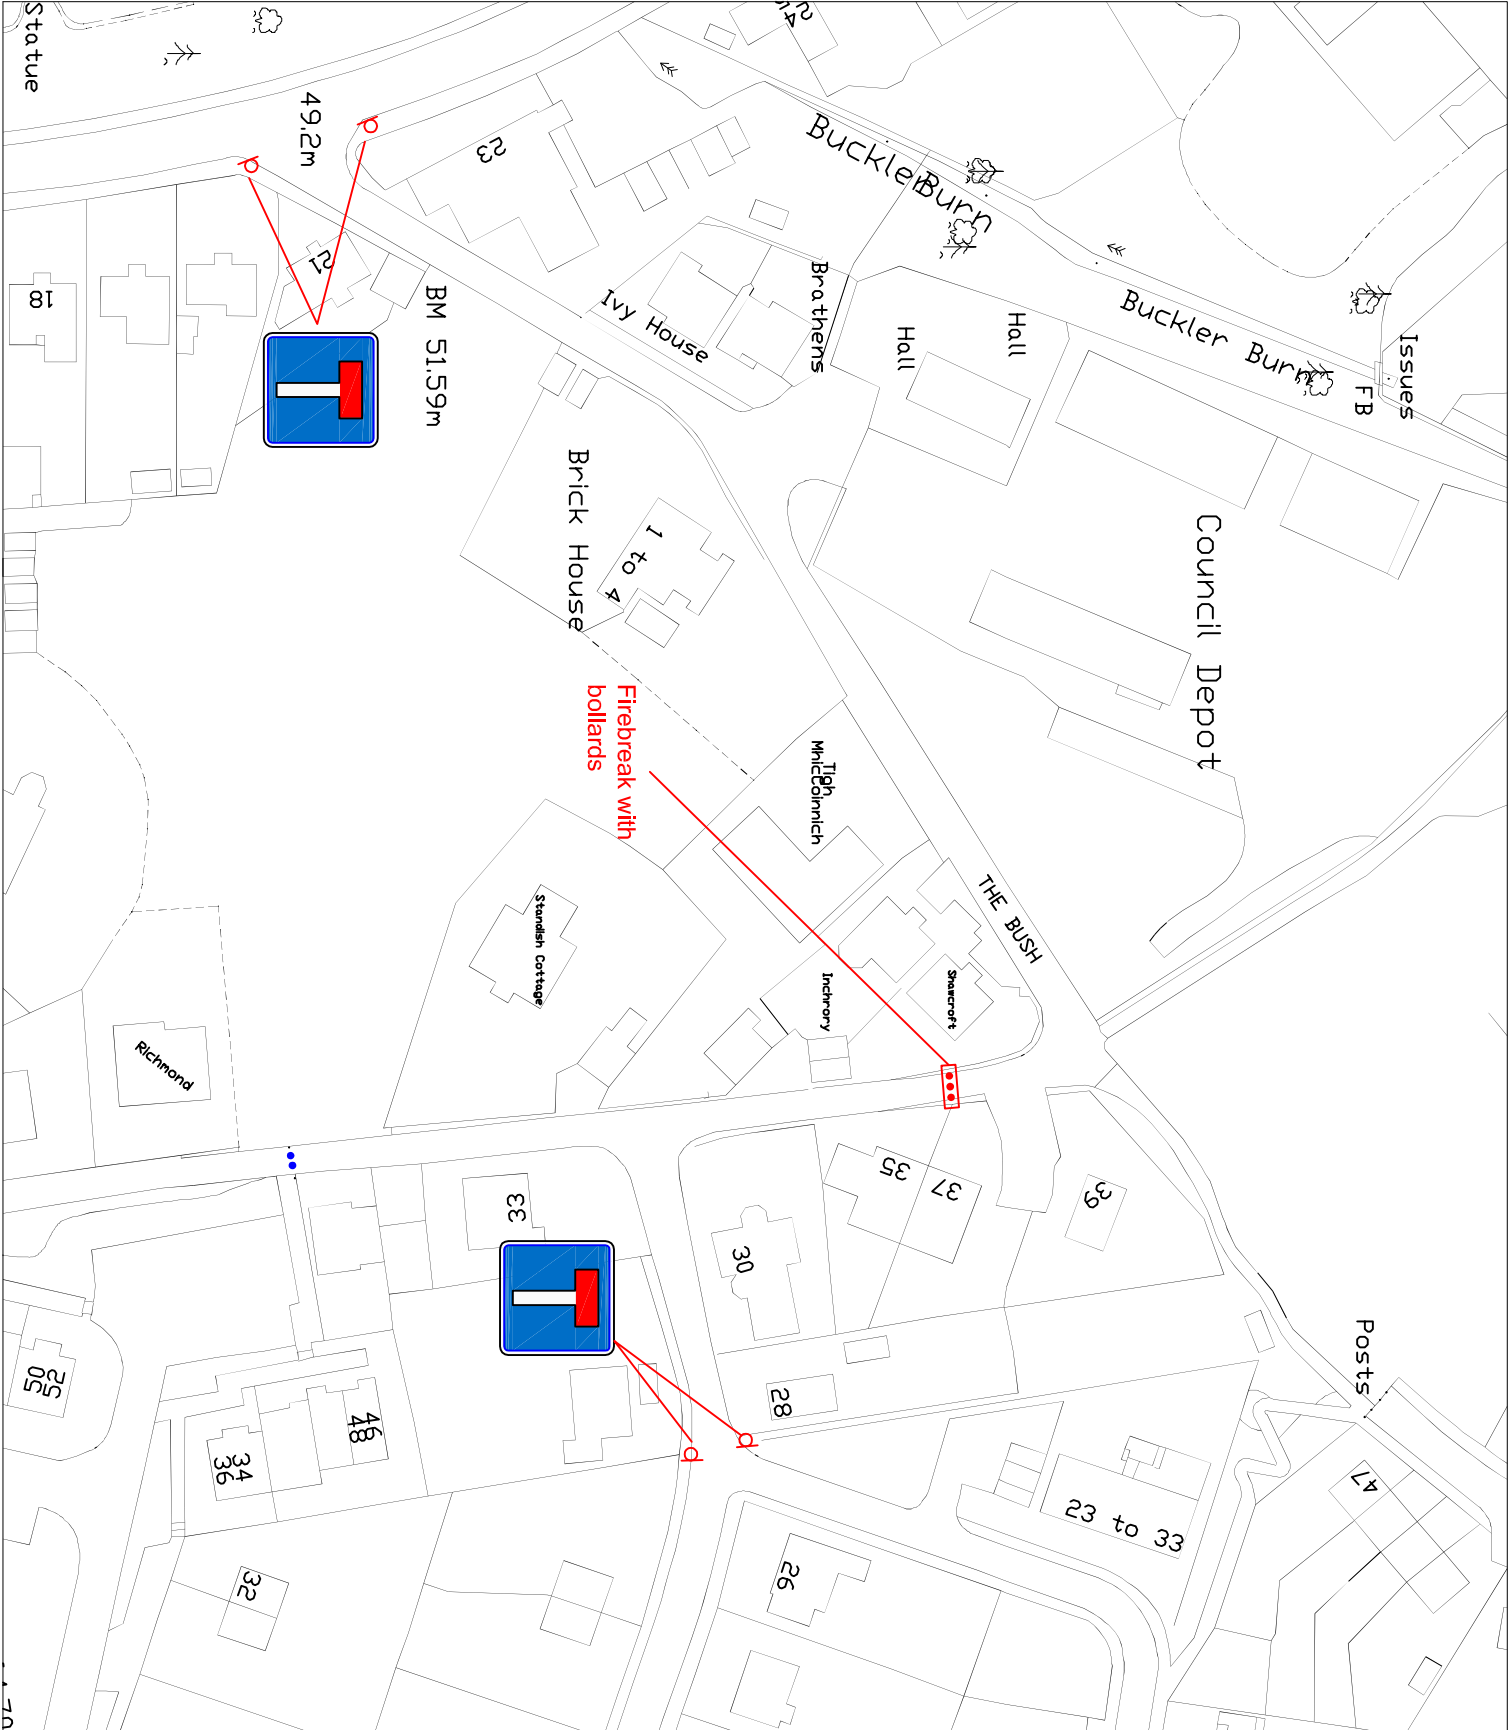 Statue
24
49.2m
23
Buckler
Burn
18
21
BM 51.59m
Ivy House
Brathens
Hall
Hall
Buckler Burn
Issues
FB
Brick House
1 to 4
Council Depot
Firebreak with
bollards
Tigh
Mhiccoinnich
THE BUSH
Standish Cottage
Inchrory
Shawcroft
Richmond
35
37
39
33
30
28
Posts
50
52
46
48
34
36
23 to 33
47
32
26